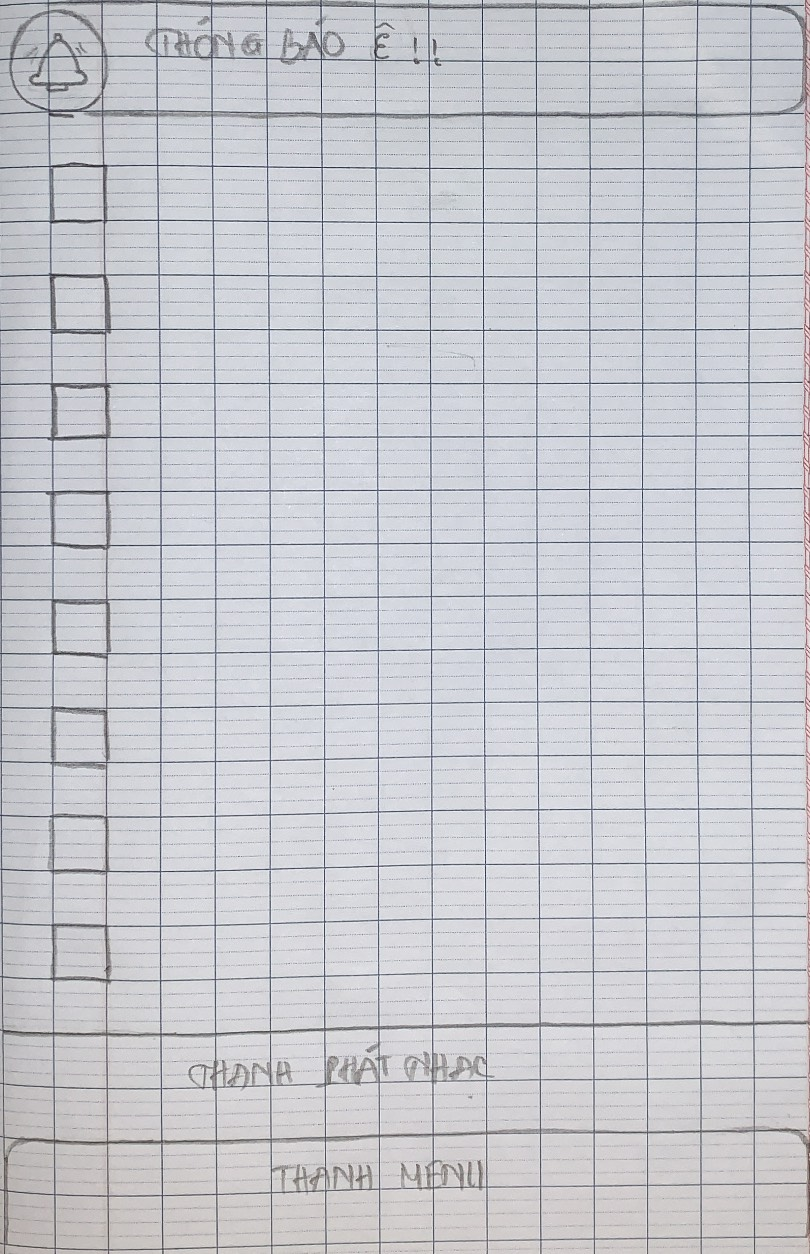 THÔNG BÁO Ê !!
THANH PHÁT NHẠC
THANH MENU